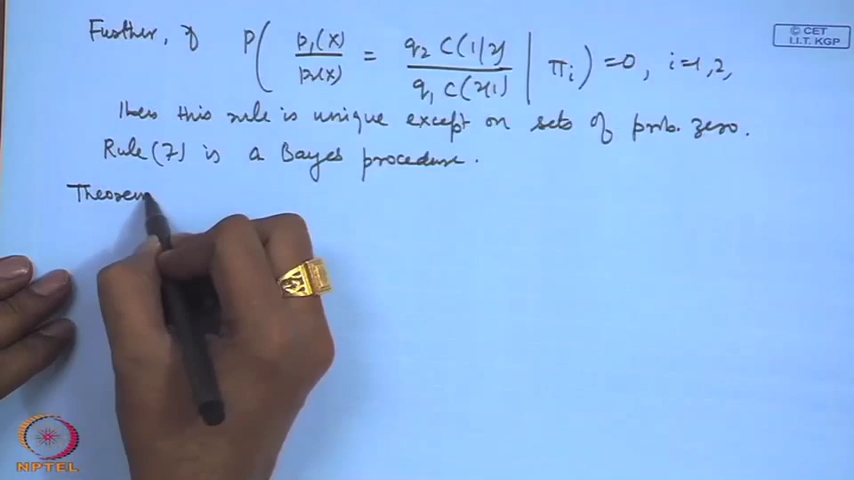 © CET
I.I.T. KGP
Further, if P( p₁(x)/p₂(x) = q₂ C(1|2)/q₁ C(2|1) | πᵢ ) = 0, i=1,2,
then this rule is unique except on sets of prob. zero.
Rule (7) is a Bayes procedure.
Theorem
NPTEL